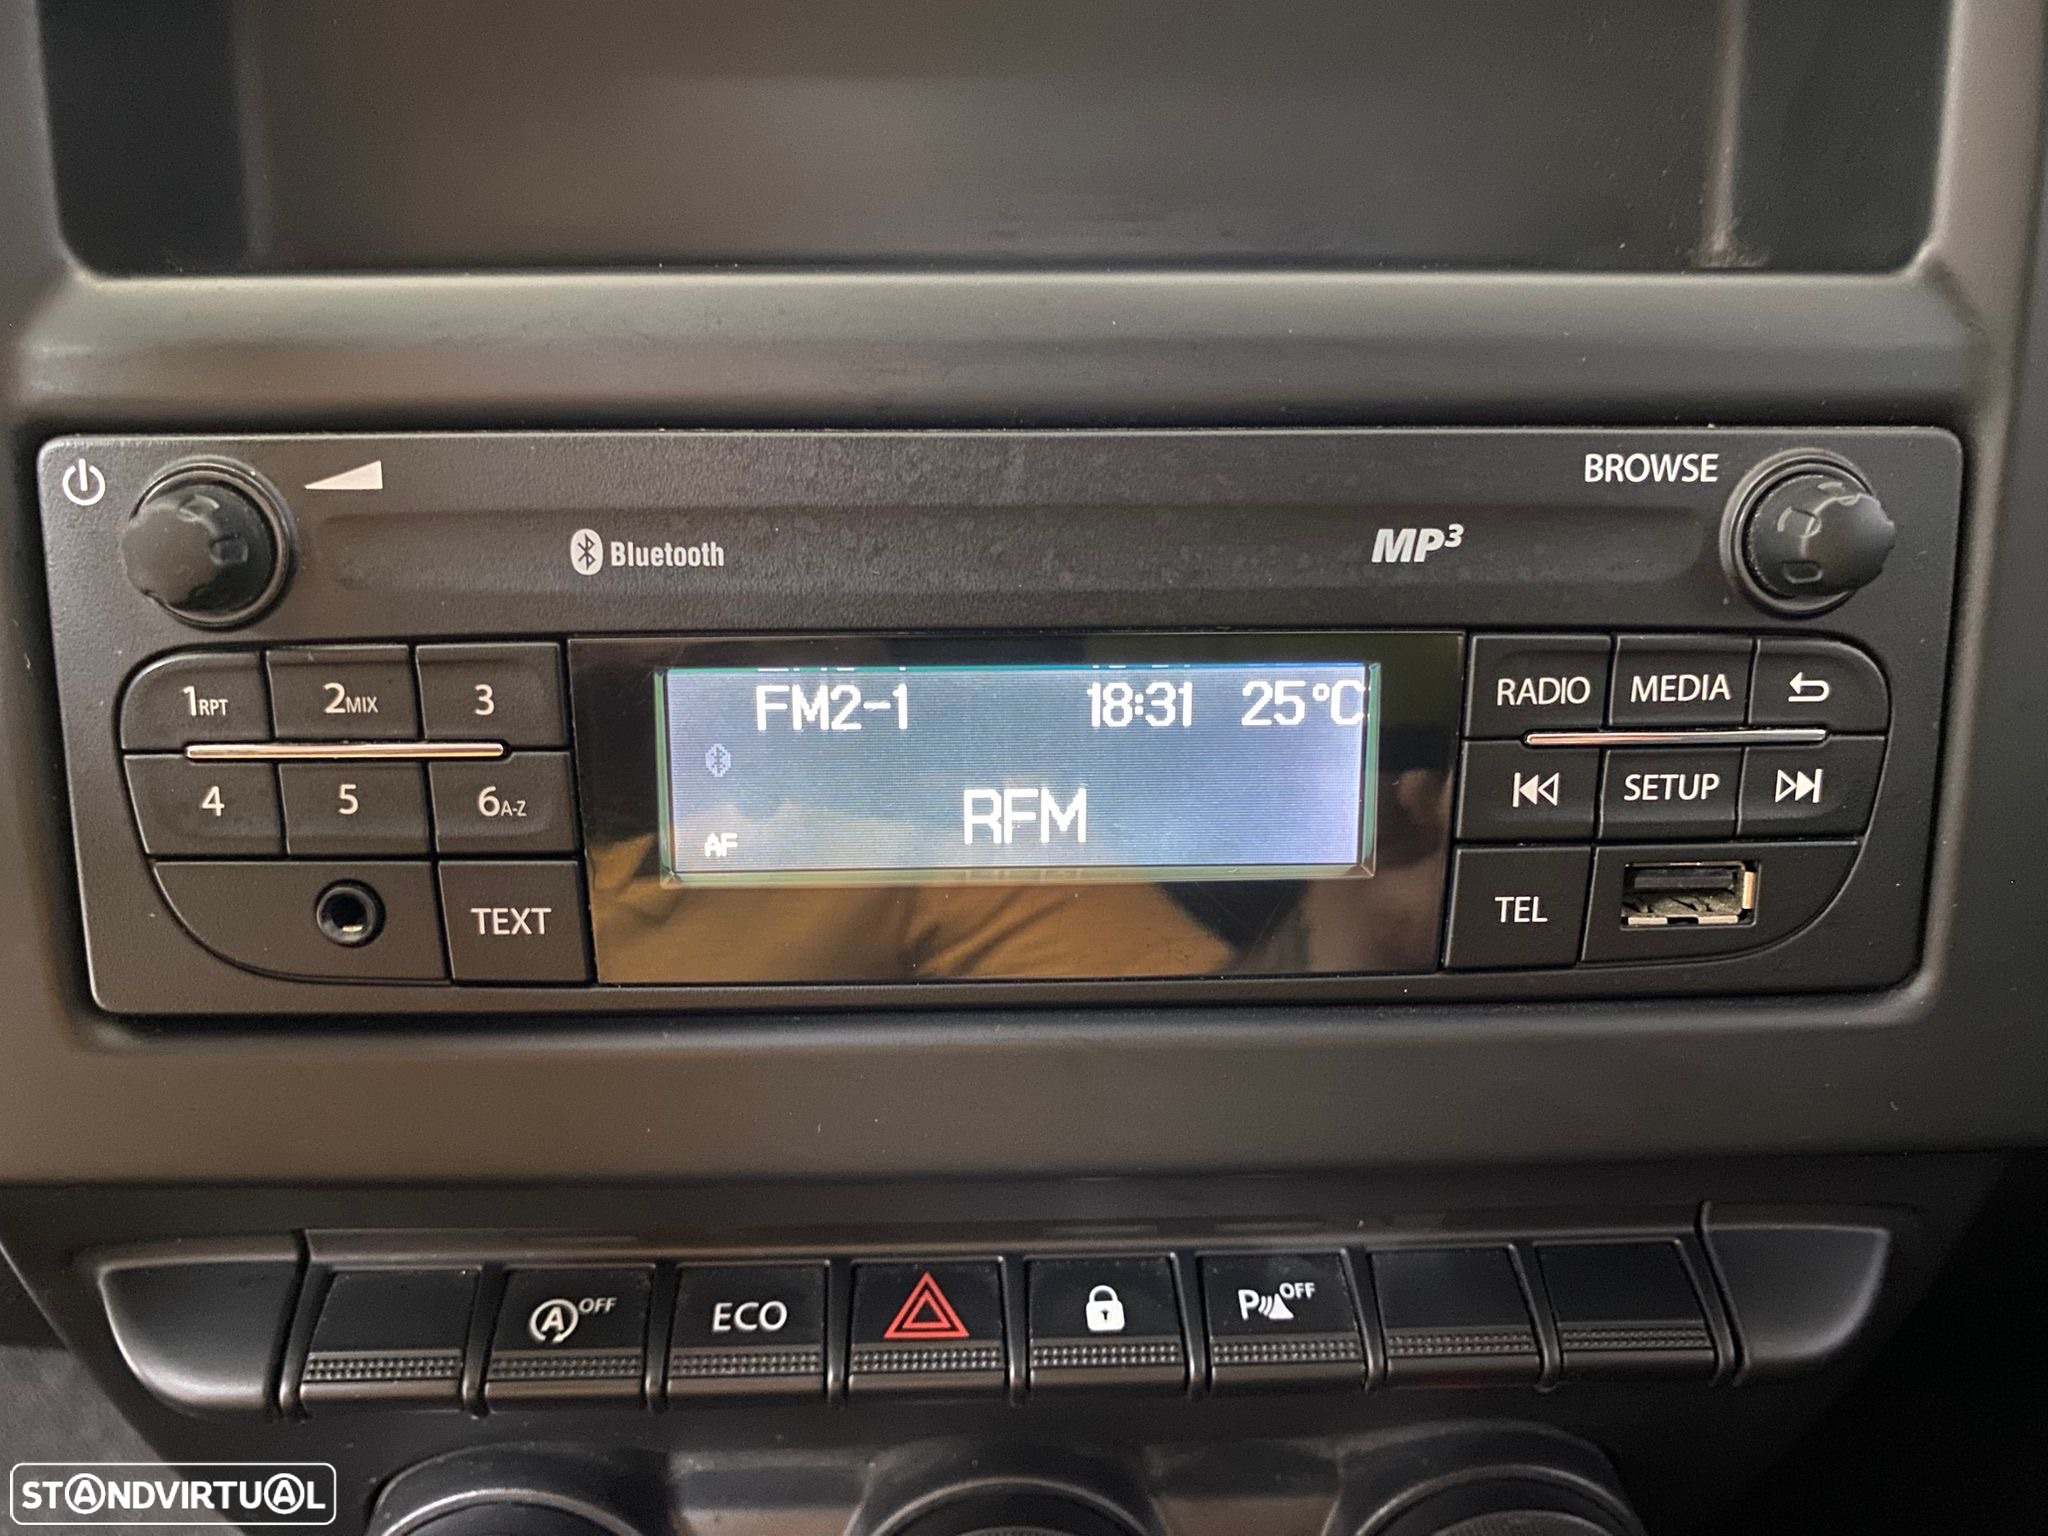 BROWSE
Bluetooth
MP3
1RPT 2MIX 3
FM2-1 18:31 25°C
RADIO MEDIA
4 5 6A-Z
RFM
AF
SETUP
TEXT
TEL
A OFF
ECO
P OFF
STANDVIRTUAL